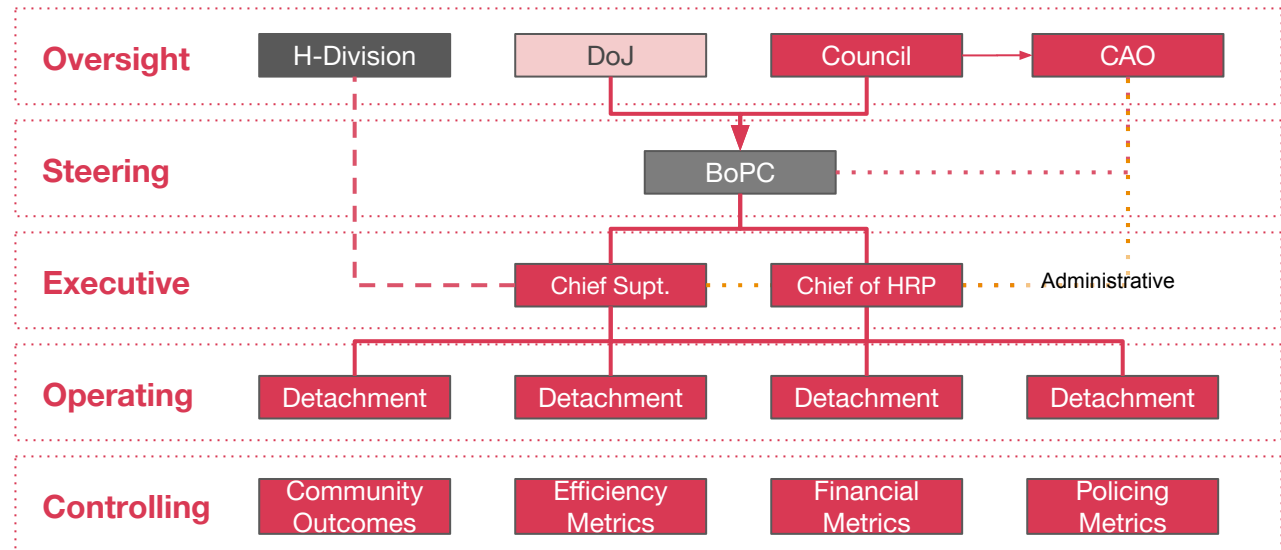 Oversight
H-Division
DoJ
Council
CAO
Steering
BoPC
Executive
Chief Supt.
Chief of HRP
Administrative
Operating
Detachment
Detachment
Detachment
Detachment
Controlling
Community
Outcomes
Efficiency
Metrics
Financial
Metrics
Policing
Metrics